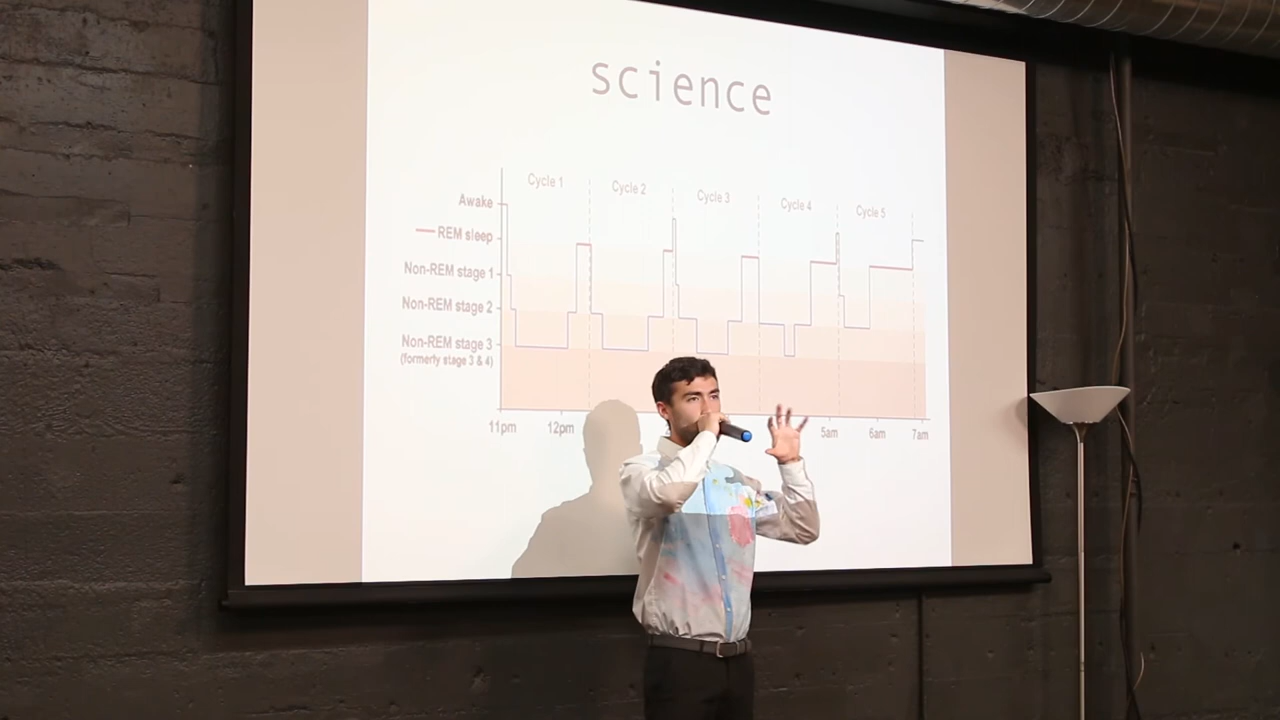 science
Cycle 1 Cycle 2 Cycle 3 Cycle 4 Cycle 5
Awake
REM sleep
Non-REM stage 1
Non-REM stage 2
Non-REM stage 3
(formerly stage 3 & 4)
11pm 12pm 5am 6am 7am